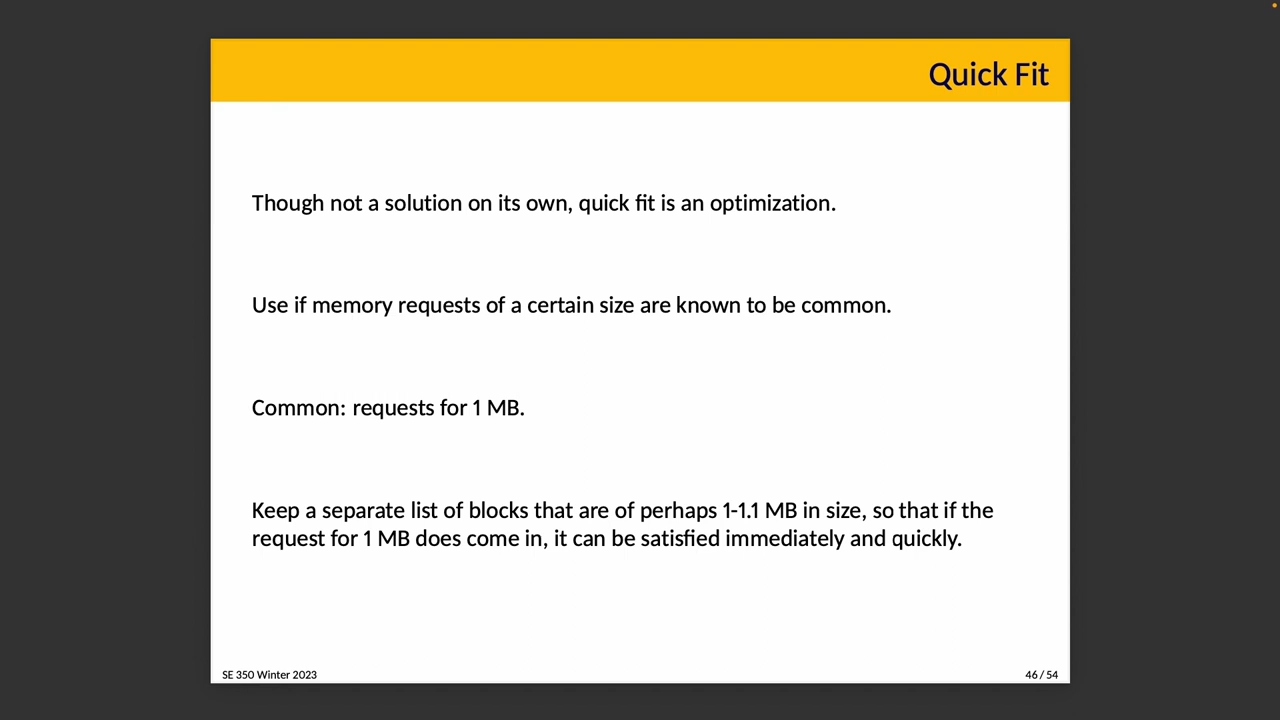 Quick Fit
Though not a solution on its own, quick fit is an optimization.
Use if memory requests of a certain size are known to be common.
Common: requests for 1 MB.
Keep a separate list of blocks that are of perhaps 1-1.1 MB in size, so that if the
request for 1 MB does come in, it can be satisfied immediately and quickly.
SE 350 Winter 2023
46 / 54